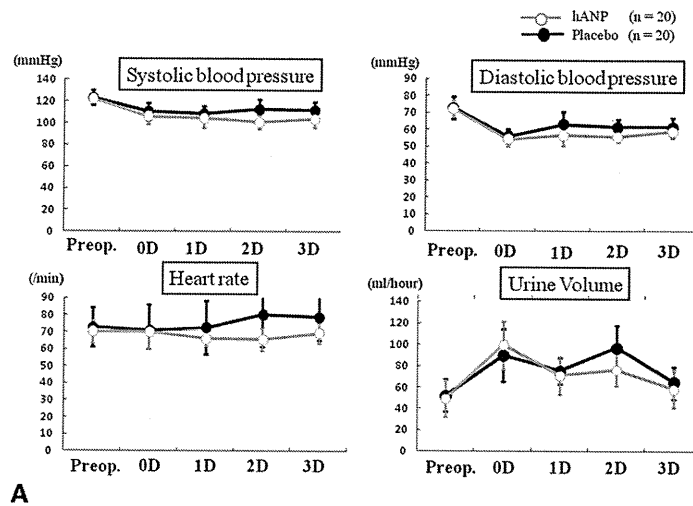 hANP (n = 20)
Placebo (n = 20)
(mmHg)
Systolic blood pressure
140
120
100
80
60
40
20
0
Preop. 0D 1D 2D 3D
(mmHg)
Diastolic blood pressure
90
80
70
60
50
40
30
20
10
0
Preop. 0D 1D 2D 3D
(/min)
Heart rate
90
80
70
60
50
40
30
20
10
0
Preop. 0D 1D 2D 3D
(ml/hour)
Urine Volume
140
120
100
80
60
40
20
0
Preop. 0D 1D 2D 3D
A